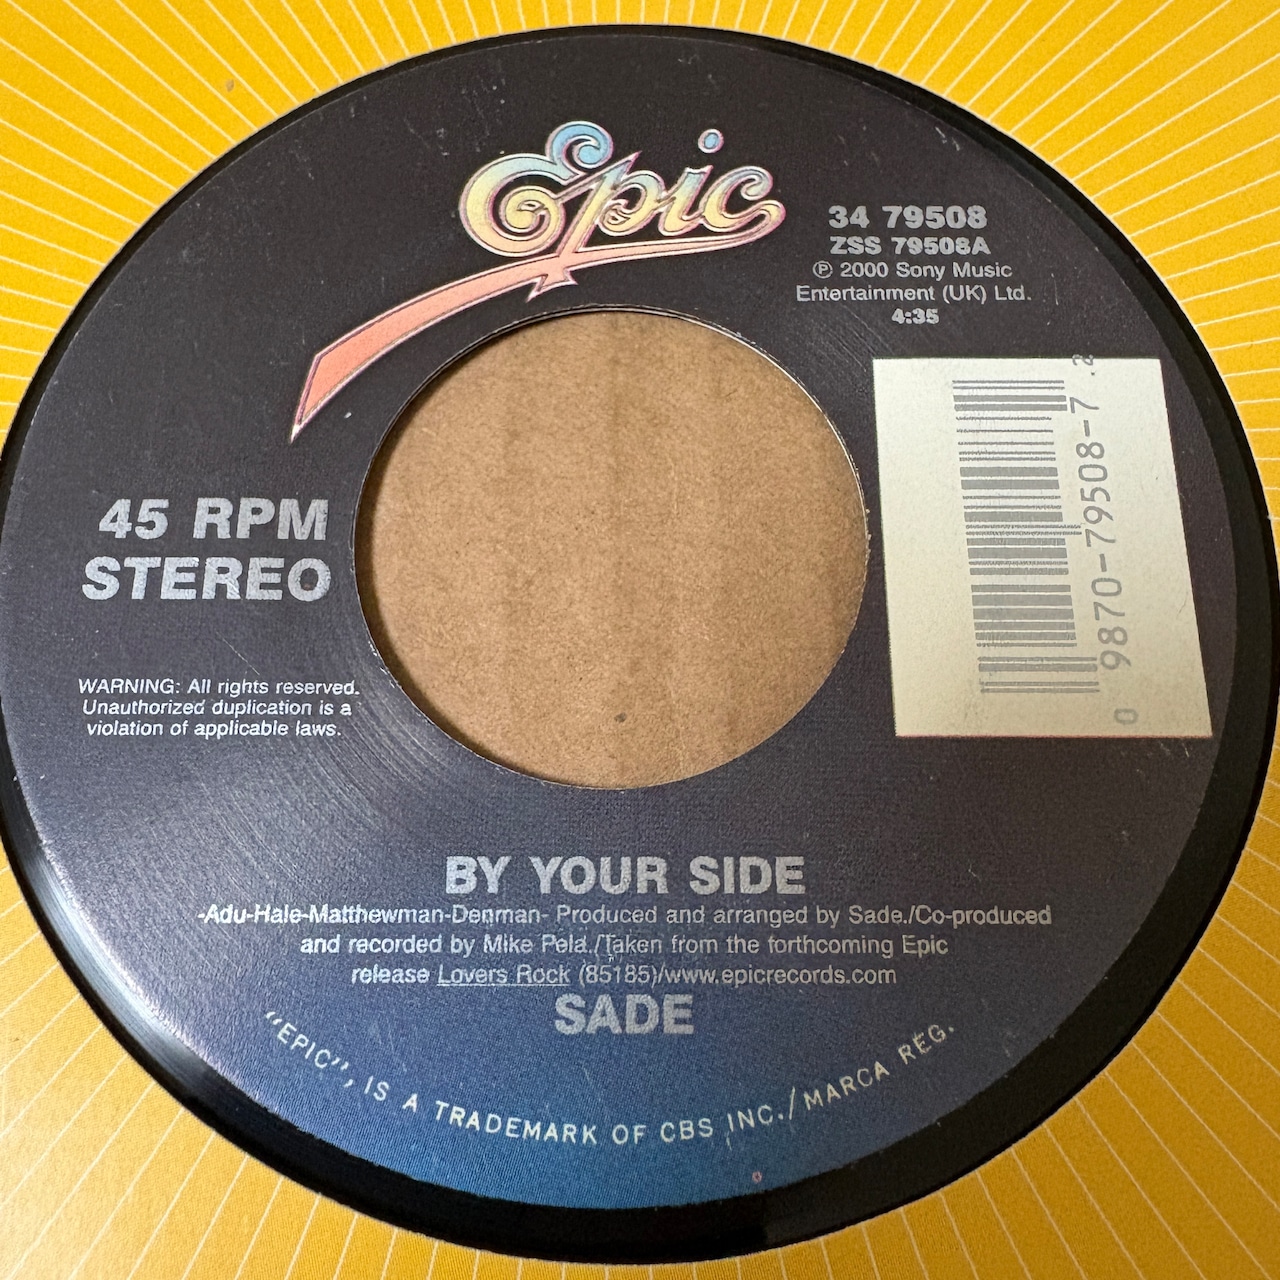 Epic
34 79508
ZSS 79508A
℗ 2000 Sony Music
Entertainment (UK) Ltd.
4:35
45 RPM
STEREO
WARNING: All rights reserved.
Unauthorized duplication is a
violation of applicable laws.
0 9870-79508-7 .2
BY YOUR SIDE
-Adu-Hale-Matthewman-Denman- Produced and arranged by Sade./Co-produced
and recorded by Mike Pela./Taken from the forthcoming Epic
release Lovers Rock (85185)/www.epicrecords.com
SADE
"EPIC", IS A TRADEMARK OF CBS INC./MARCA REG.